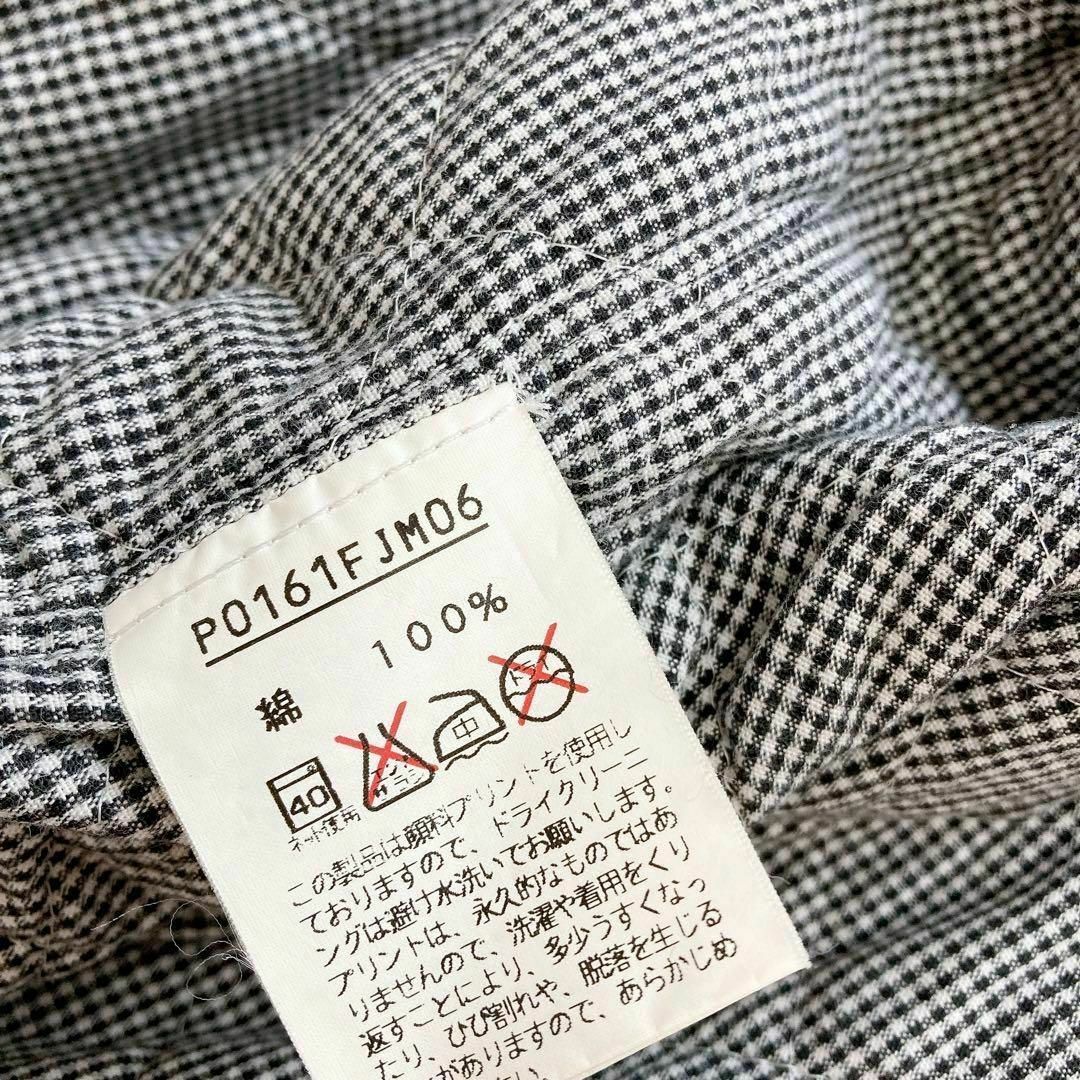 P0161FJM06
綿 100%
40 中 ドライ
ネット使用
この製品は顔料プリントを使用し
ておりますので、ドライクリーニ
ングは避け水洗いでお願いします。
プリントは、永久的なものではあ
りませんので、洗濯や着用をくり
返すことにより、多少うすくなっ
たり、ひび割れや、脱落を生じる
がありますので、あらかじめ